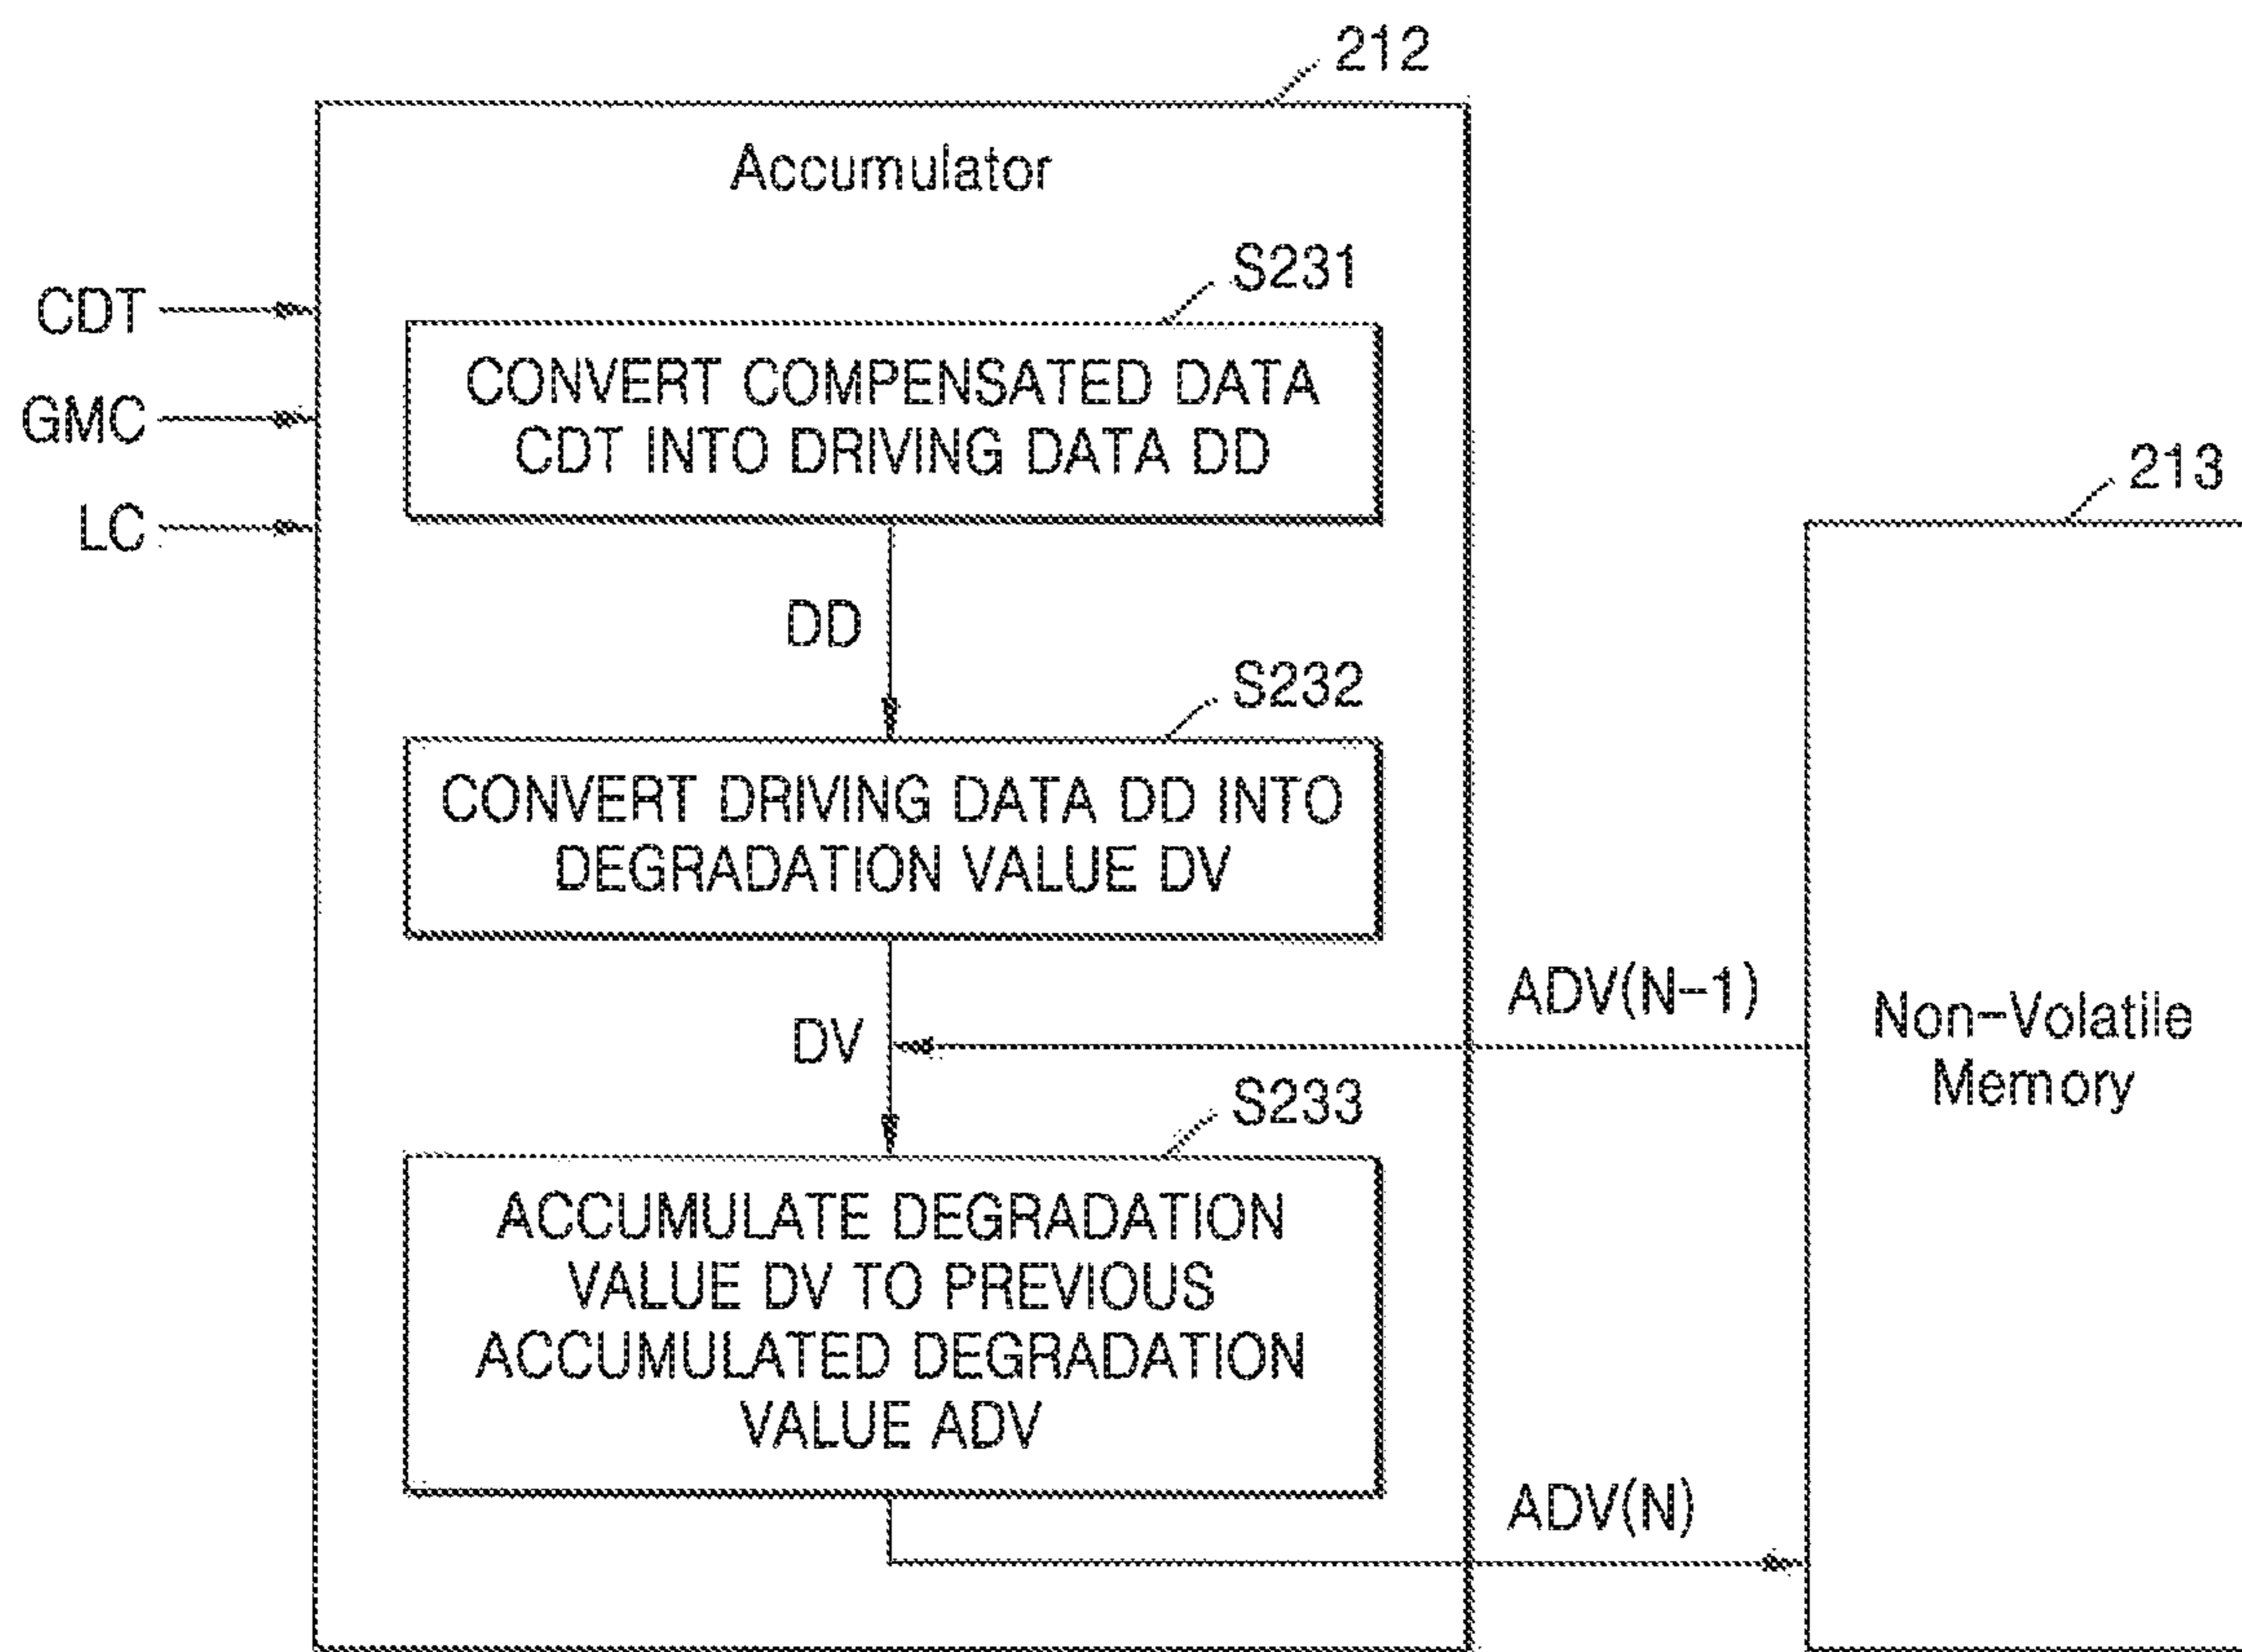 212
Accumulator
CDT
GMC
LC
S231
CONVERT COMPENSATED DATA
CDT INTO DRIVING DATA DD
213
DD
S232
CONVERT DRIVING DATA DD INTO
DEGRADATION VALUE DV
ADV(N-1)
DV
Non-Volatile
Memory
S233
ACCUMULATE DEGRADATION
VALUE DV TO PREVIOUS
ACCUMULATED DEGRADATION
VALUE ADV
ADV(N)